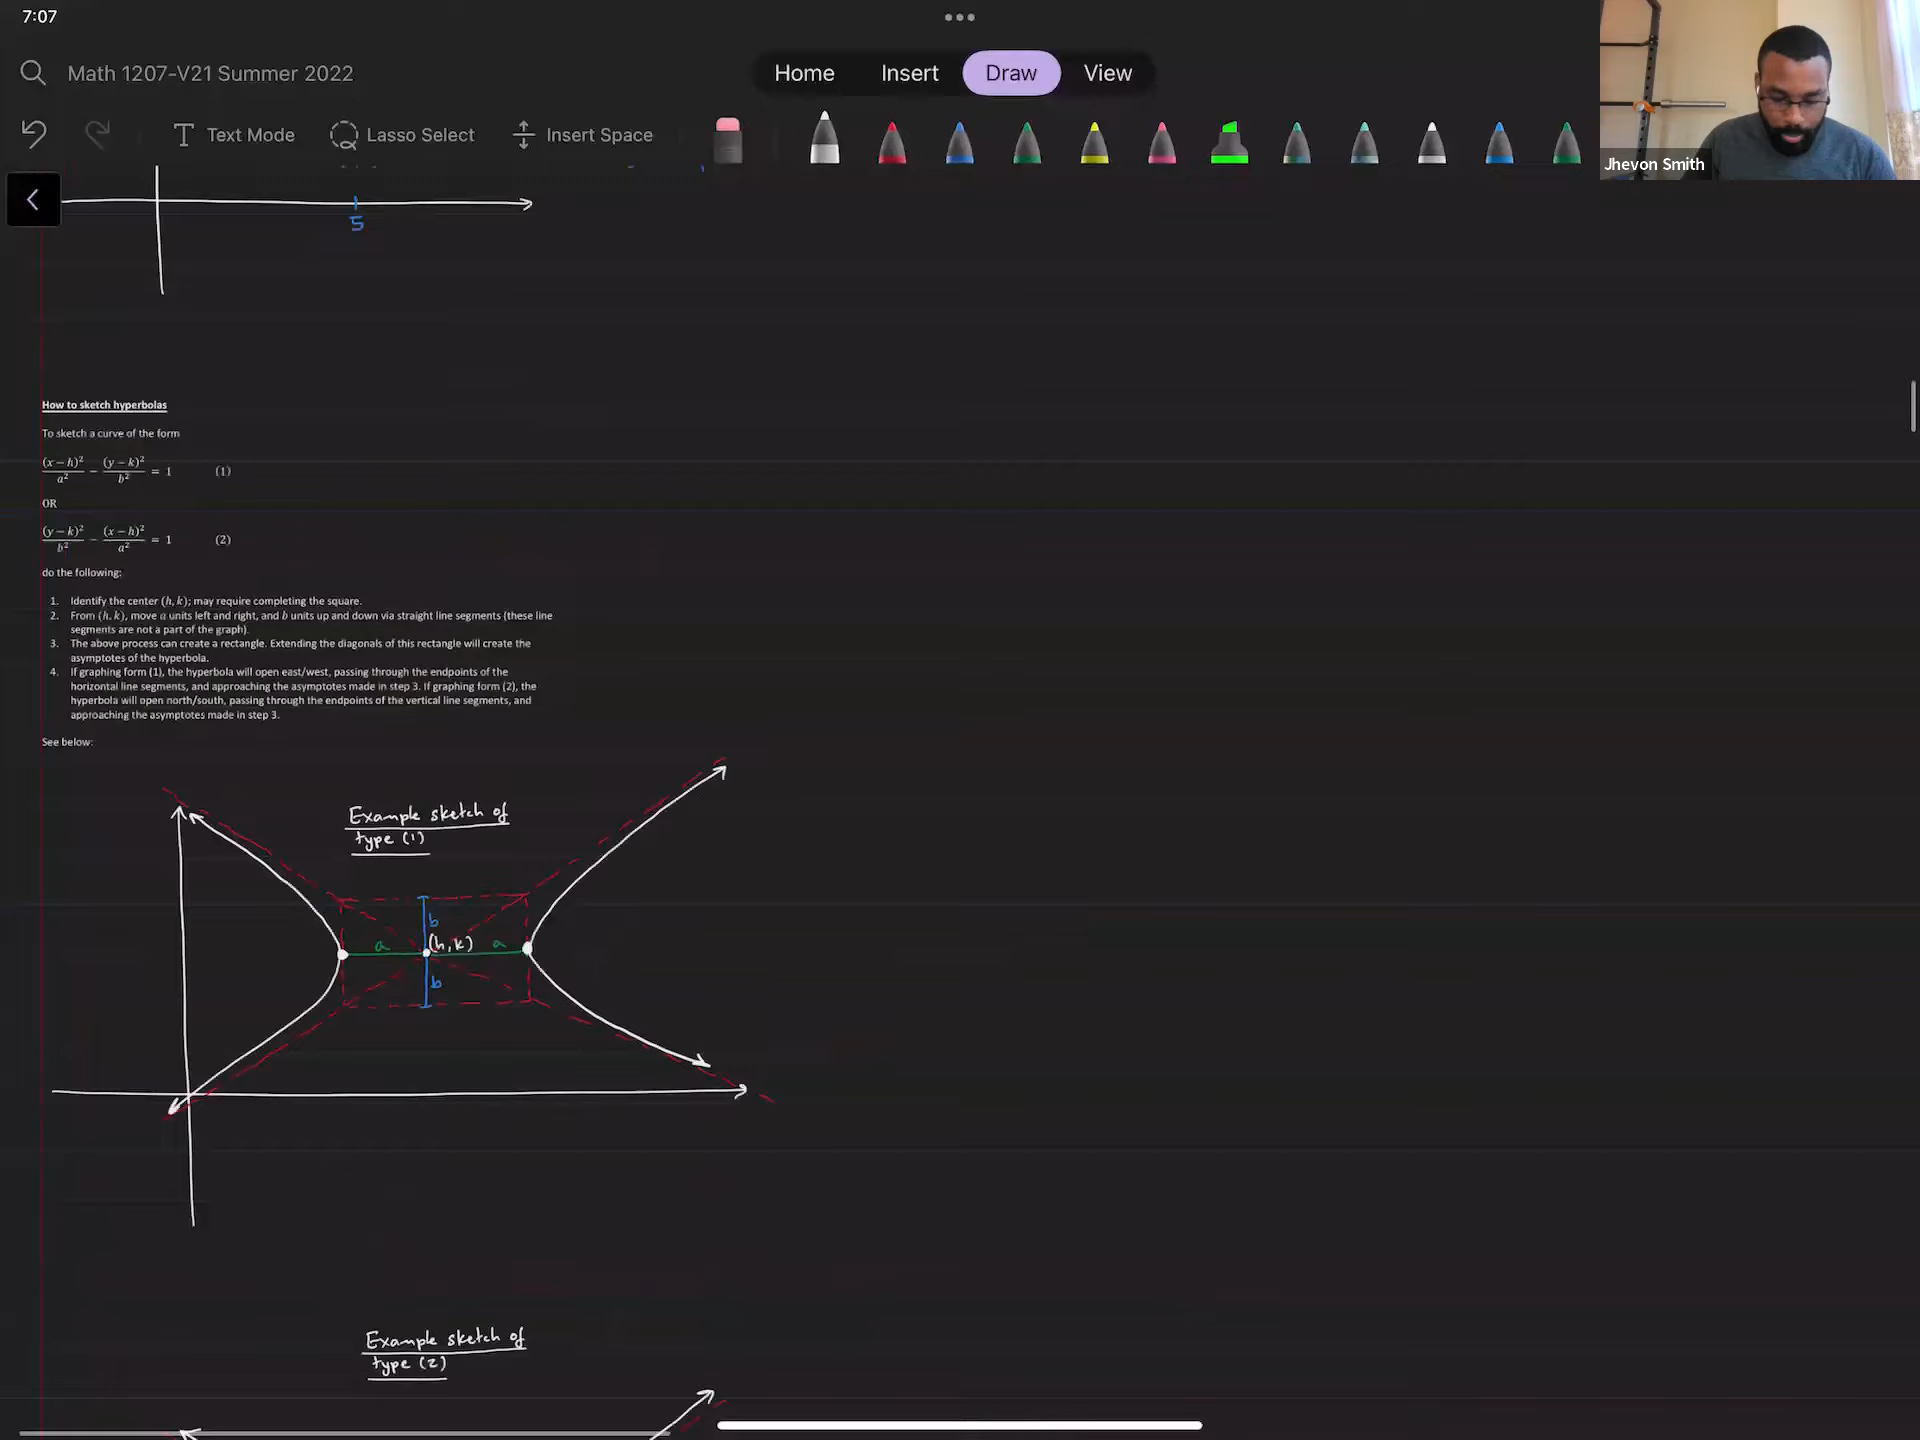 7:07
Math 1207-V21 Summer 2022
Home Insert Draw View
Text Mode Lasso Select Insert Space
Jhevon Smith
5
How to sketch hyperbolas
To sketch a curve of the form
(x − h)²/a² − (y − k)²/b² = 1 (1)
OR
(y − k)²/b² − (x − h)²/a² = 1 (2)
do the following:
1. Identify the center (h, k); may require completing the square.
2. From (h, k), move a units left and right, and b units up and down via straight line segments (these line
segments are not a part of the graph).
3. The above process can create a rectangle. Extending the diagonals of this rectangle will create the
asymptotes of the hyperbola.
4. If graphing form (1), the hyperbola will open east/west, passing through the endpoints of the
horizontal line segments, and approaching the asymptotes made in step 3. If graphing form (2), the
hyperbola will open north/south, passing through the endpoints of the vertical line segments, and
approaching the asymptotes made in step 3.
See below:
Example sketch of
type (1)
b
a (h,k) a
b
Example sketch of
type (2)